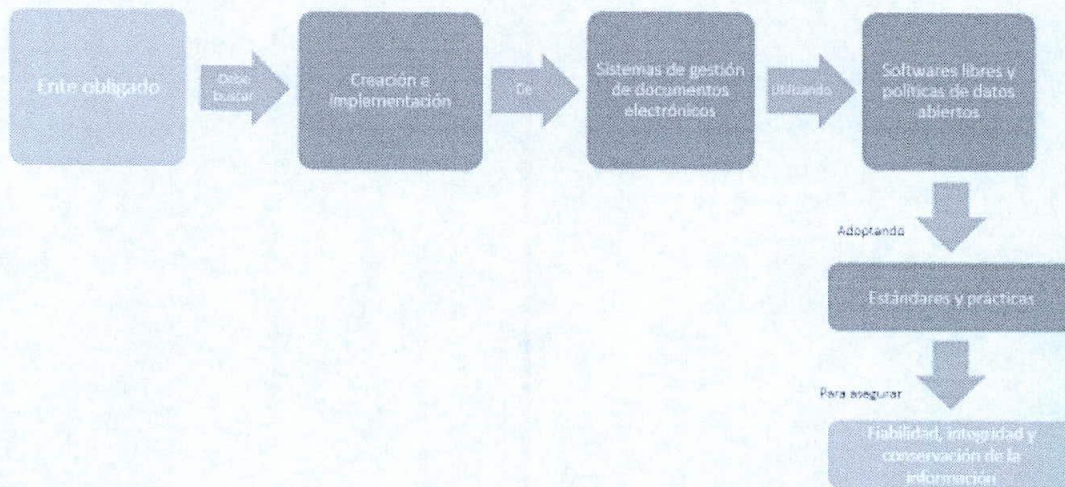 Ente obligado
Debe
buscar
Creación e
Implementación
De
Sistemas de gestión
de documentos
electrónicos
Utilizando
Softwares libres y
políticas de datos
abiertos
Adoptando
Estándares y prácticas
Para asegurar
Fiabilidad, integridad y
conservación de la
información